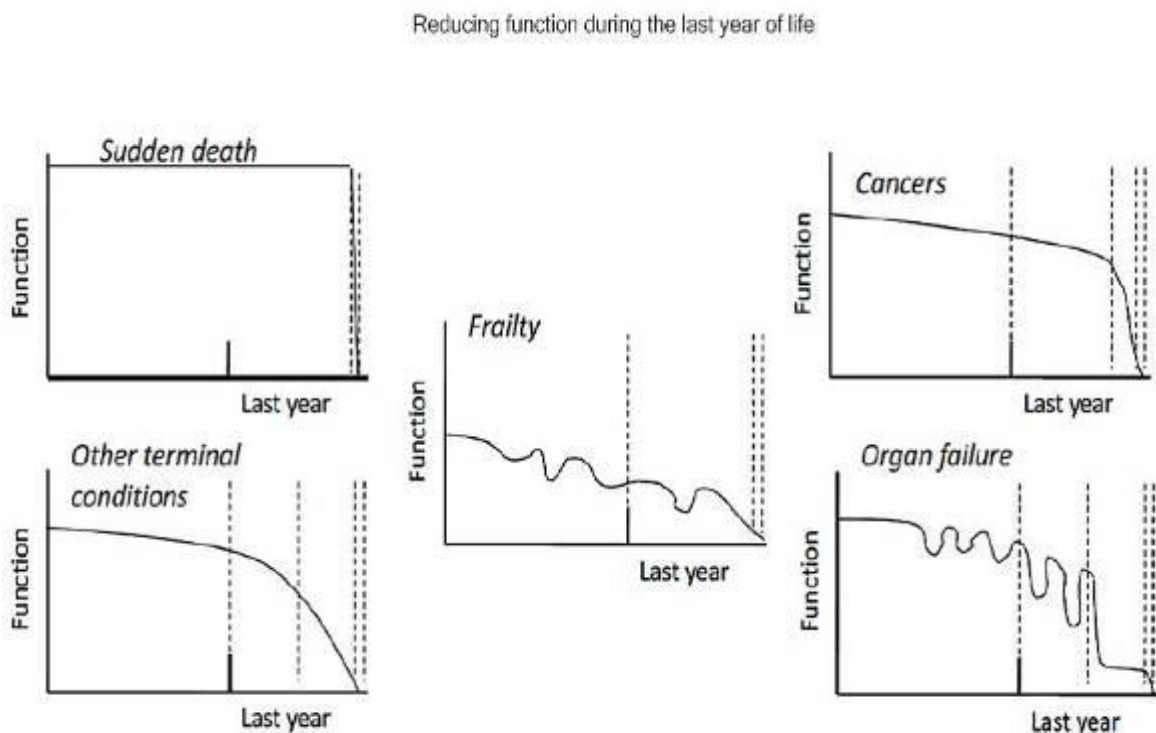 Reducing function during the last year of life
Sudden death
Function
Last year
Cancers
Function
Last year
Frailty
Function
Last year
Other terminal
conditions
Function
Last year
Organ failure
Function
Last year